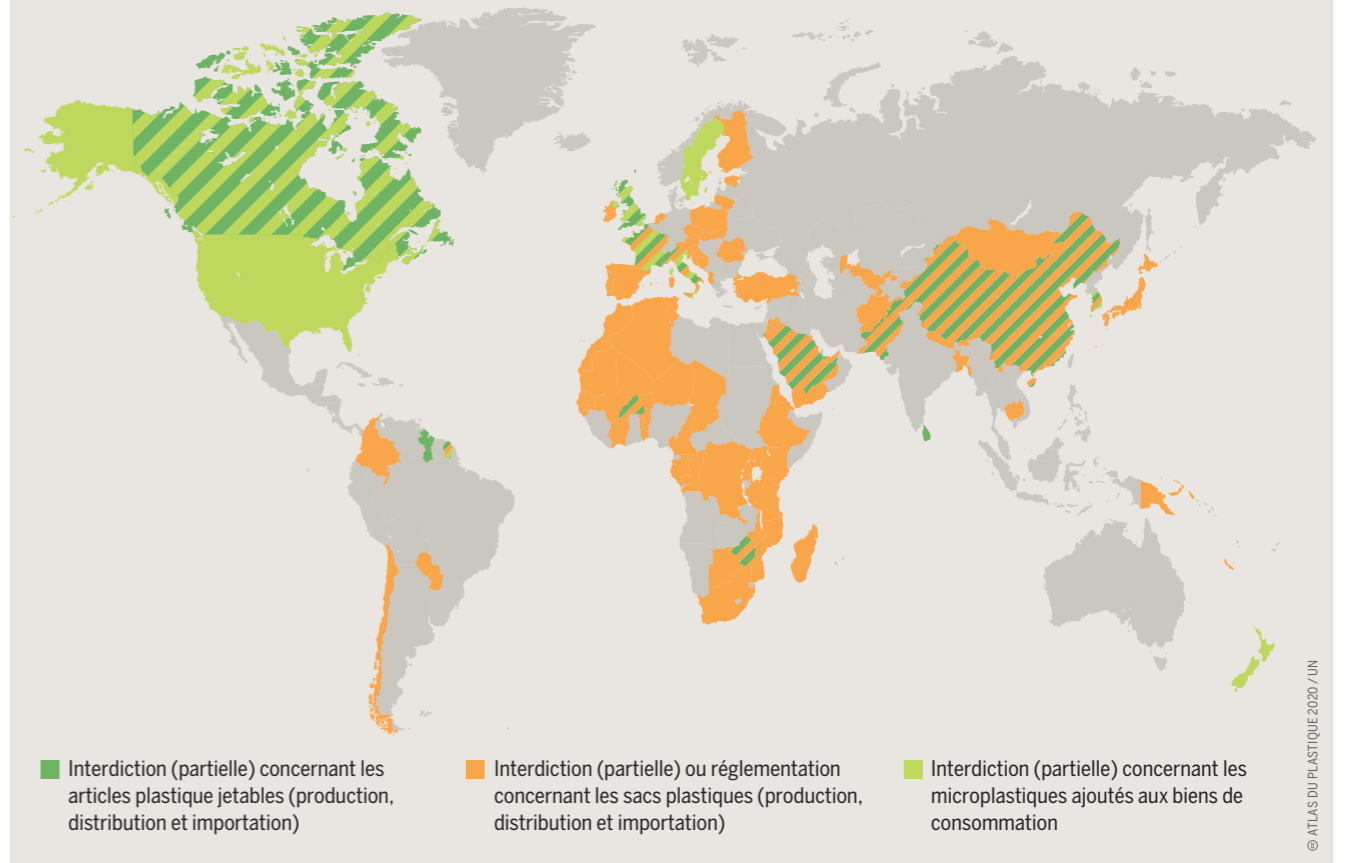 Interdiction (partielle) concernant les
articles plastique jetables (production,
distribution et importation)
Interdiction (partielle) ou réglementation
concernant les sacs plastiques (production,
distribution et importation)
Interdiction (partielle) concernant les
microplastiques ajoutés aux biens de
consommation
ATLAS DU PLASTIQUE 2020 / UN